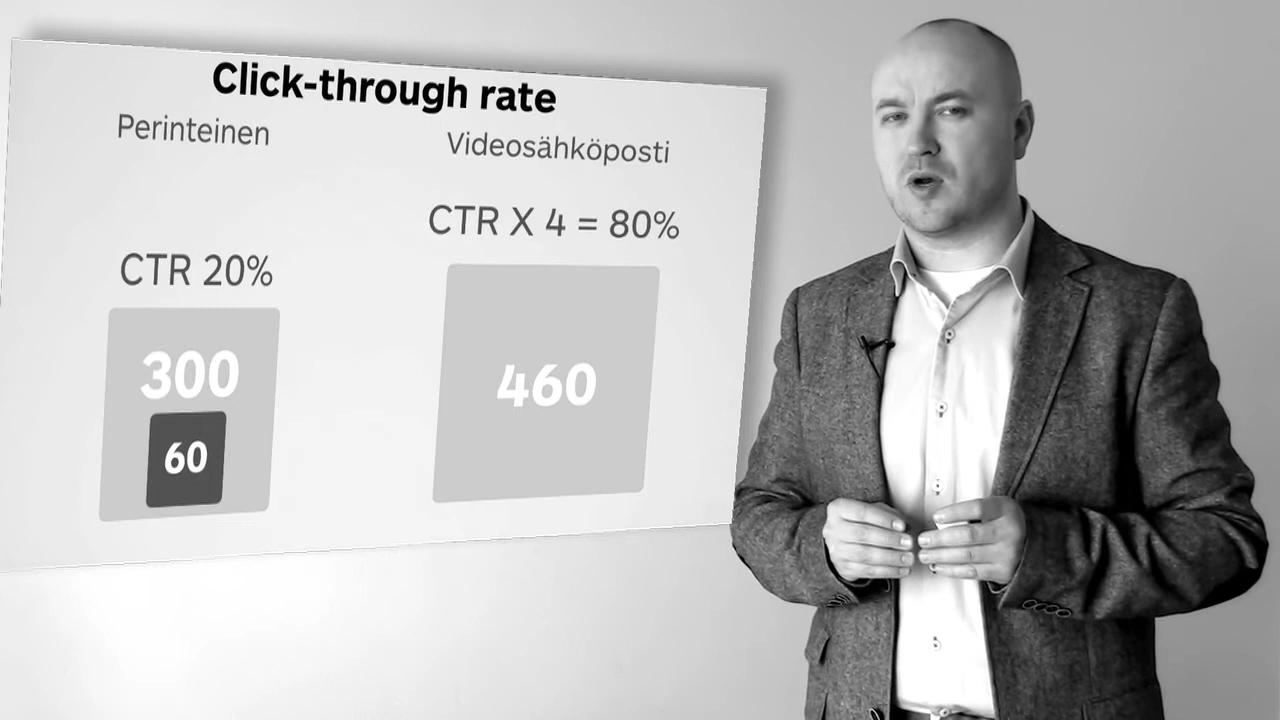 Click-through rate
Perinteinen
Videosähköposti
CTR X 4 = 80%
CTR 20%
300
460
60